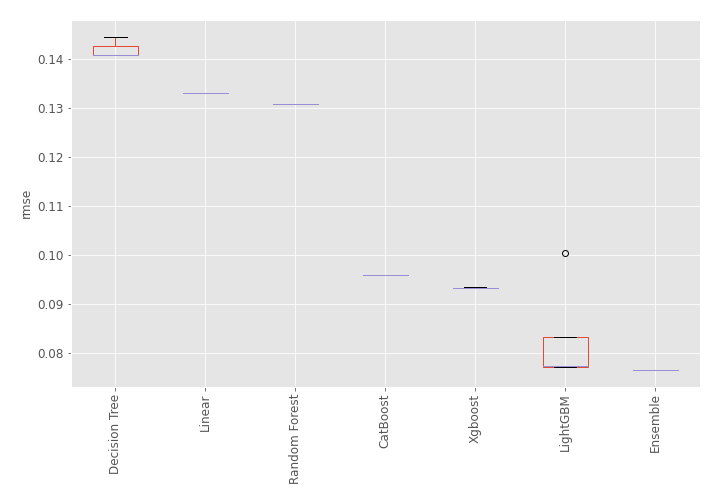 0.14
0.13
0.12
0.11
0.10
0.09
0.08
rmse
Decision Tree
Linear
Random Forest
CatBoost
Xgboost
LightGBM
Ensemble